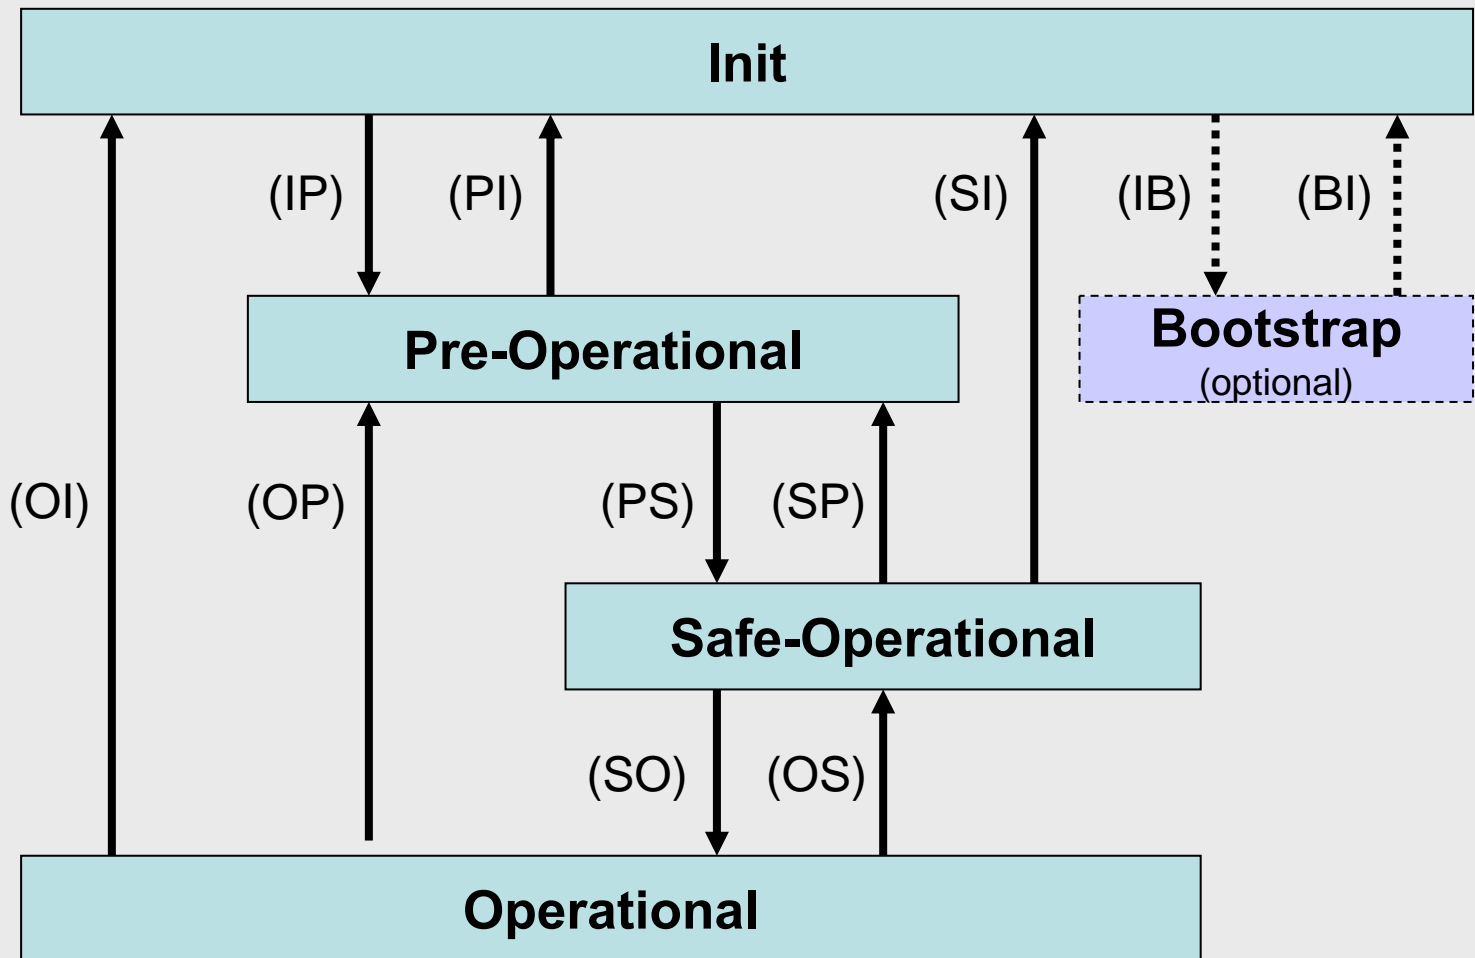 Init
(IP)
(PI)
(SI)
(IB)
(BI)
Pre-Operational
Bootstrap
(optional)
(OI)
(OP)
(PS)
(SP)
Safe-Operational
(SO)
(OS)
Operational